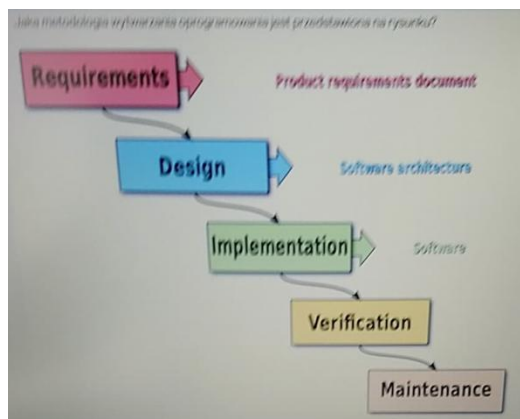 Jaka metodologia wytwarzania oprogramowania jest przedstawiona na rysunku?
Requirements
Product requirements document
Design
Software architecture
Implementation
Software
Verification
Maintenance